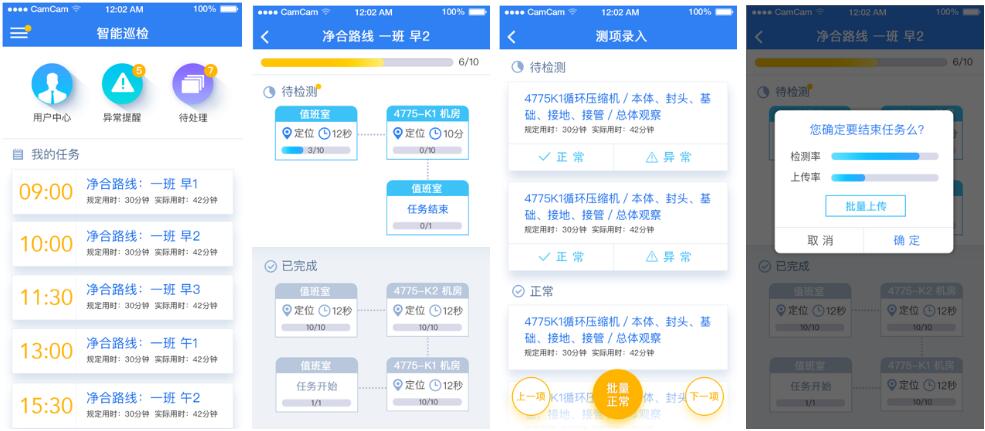 CamCam 12:02 AM 100%
智能巡检
5
7
用户中心
异常提醒
待处理
我的任务
09:00
净合路线：一班 早1
规定用时：30分钟 实际用时：42分钟
10:00
净合路线：一班 早2
规定用时：30分钟 实际用时：42分钟
11:30
净合路线：一班 早3
规定用时：30分钟 实际用时：42分钟
13:00
净合路线：一班 午1
规定用时：30分钟 实际用时：42分钟
15:30
净合路线：一班 午2
规定用时：30分钟 实际用时：42分钟
CamCam 12:02 AM 100%
净合路线 一班 早2
6/10
待检测
值班室
定位 12秒
3/10
4775-K1 机房
定位 10分
0/10
值班室
任务结束
0/1
已完成
值班室
定位 12秒
10/10
4775-K2 机房
定位 12秒
10/10
值班室
任务开始
1/1
4775-K1 机房
定位 12秒
10/10
CamCam 12:02 AM 100%
测项录入
待检测
4775K1循环压缩机 / 本体、封头、基
础、接地、接管 / 总体观察
规定用时：30分钟 实际用时：42分钟
正 常
异 常
4775K1循环压缩机 / 本体、封头、基
础、接地、接管 / 总体观察
规定用时：30分钟 实际用时：42分钟
正 常
异 常
正常
4775K1循环压缩机 / 本体、封头、基
础、接地、接管 / 总体观察
规定用时：30分钟 实际用时：42分钟
上一项
批量
正常
下一项
CamCam 12:02 AM 100%
净合路线 一班 早2
6/10
待检测
您确定要结束任务么？
检测率
上传率
批量上传
取 消
确 定
已完成
值班室
定位 12秒
10/10
4775-K2 机房
定位 12秒
10/10
值班室
任务开始
1/1
4775-K1 机房
定位 12秒
10/10